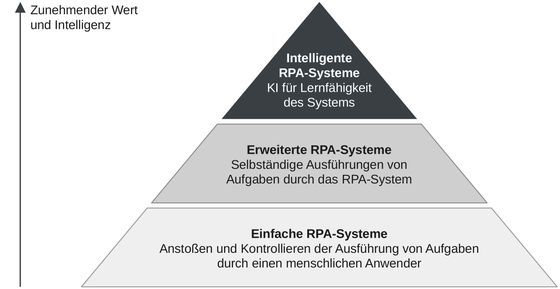 Zunehmender Wert
und Intelligenz
Intelligente
RPA-Systeme
KI für Lernfähigkeit
des Systems
Erweiterte RPA-Systeme
Selbständige Ausführungen von
Aufgaben durch das RPA-System
Einfache RPA-Systeme
Anstoßen und Kontrollieren der Ausführung von Aufgaben
durch einen menschlichen Anwender